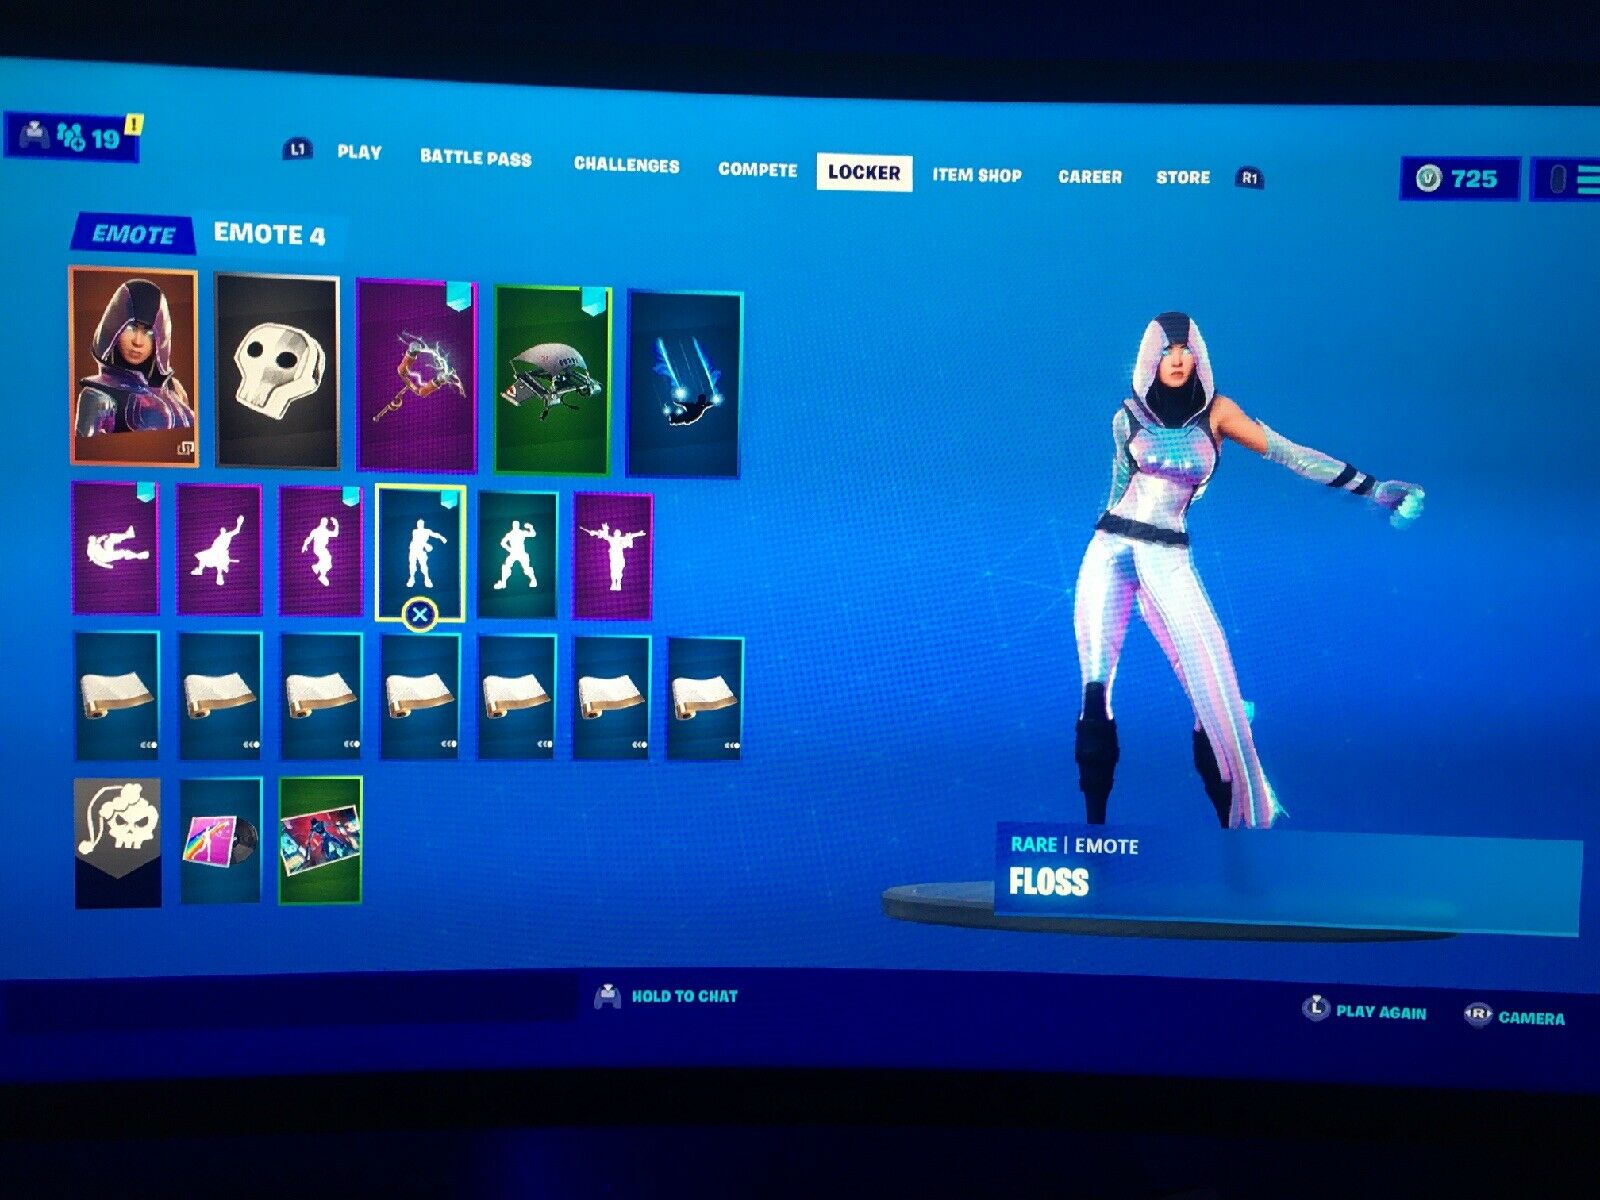 19 !
L1 PLAY BATTLE PASS CHALLENGES COMPETE LOCKER ITEM SHOP CAREER STORE R1
V 725
EMOTE EMOTE 4
RARE | EMOTE
FLOSS
HOLD TO CHAT
L PLAY AGAIN R CAMERA